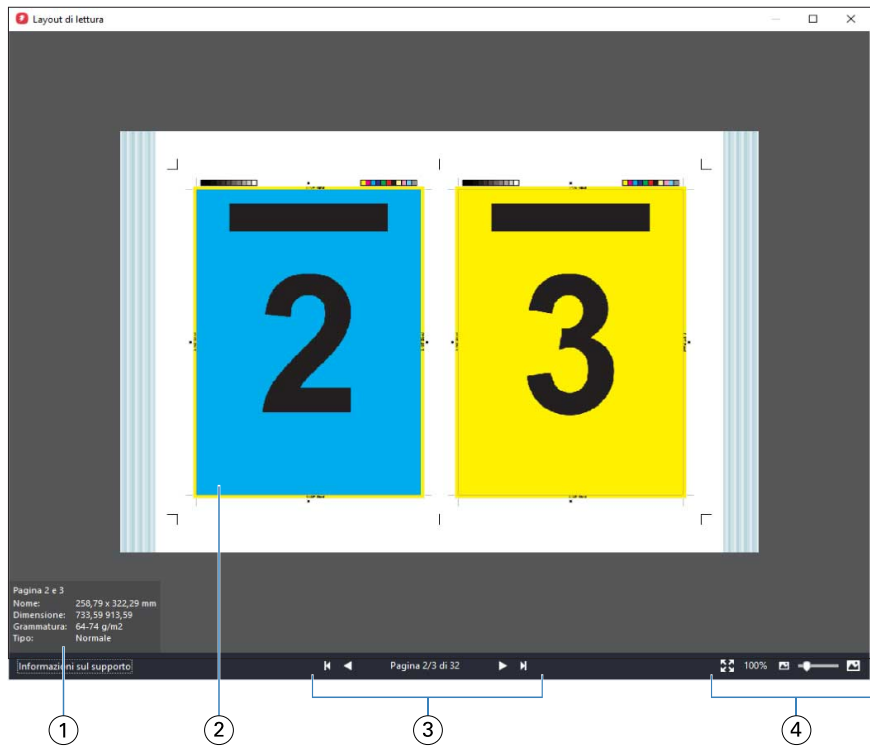 Layout di lettura
2 3
Pagina 2 e 3
Nome: 258,79 x 322,29 mm
Dimensione: 733,59 913,59
Grammatura: 64-74 g/m2
Tipo: Normale
Informazioni sul supporto Pagina 2/3 di 32 100%
1 2 3 4